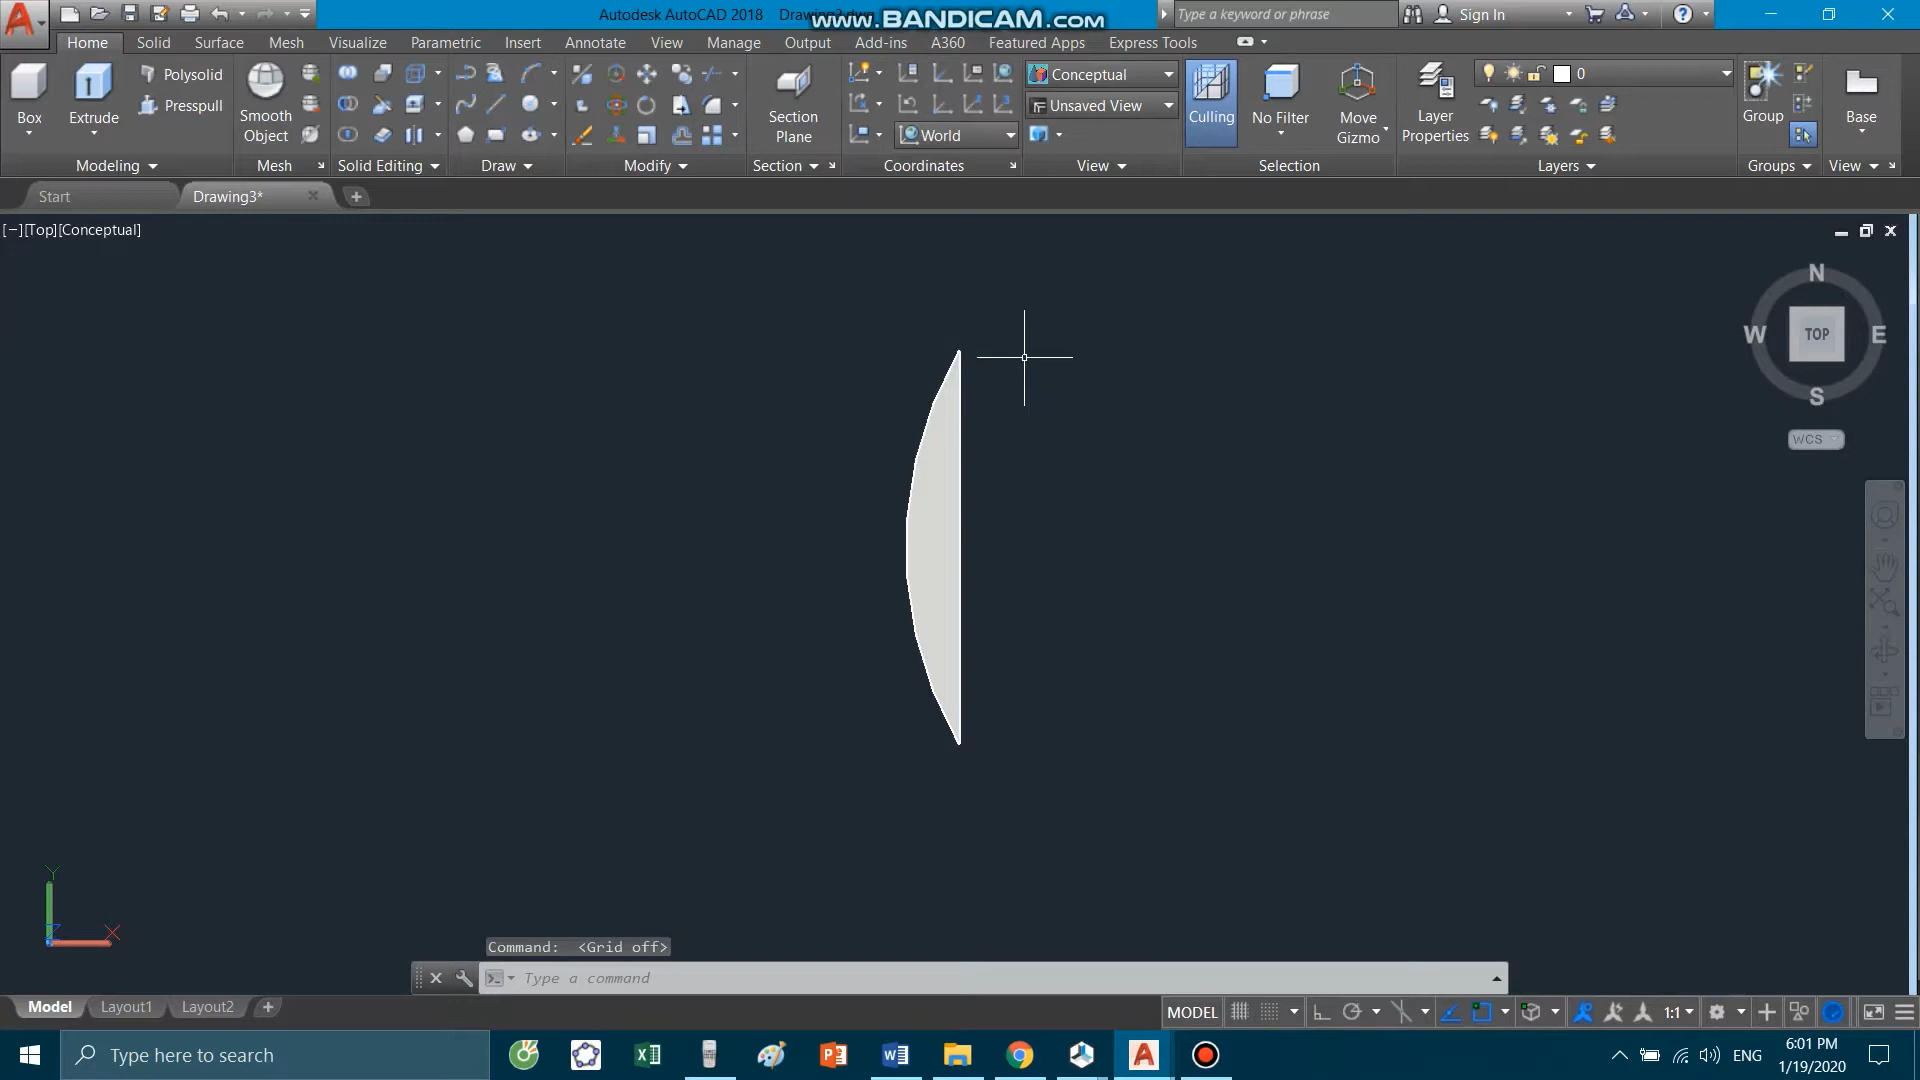 Autodesk AutoCAD 2018 Drawing3.dwg
www.BANDICAM.com
Type a keyword or phrase
Sign In
Home Solid Surface Mesh Visualize Parametric Insert Annotate View Manage Output Add-ins A360 Featured Apps Express Tools
Box
Extrude
Polysolid
Presspull
Smooth
Object
Section
Plane
World
Conceptual
Unsaved View
Culling
No Filter
Move
Gizmo
Layer
Properties
0
Group
Base
Modeling Mesh Solid Editing Draw Modify Section Coordinates View Selection Layers Groups View
Start Drawing3*
[−][Top][Conceptual]
N
W TOP E
S
WCS
Y
X
Z
Command: <Grid off>
Type a command
Model Layout1 Layout2
MODEL
1:1
Type here to search
ENG
6:01 PM
1/19/2020